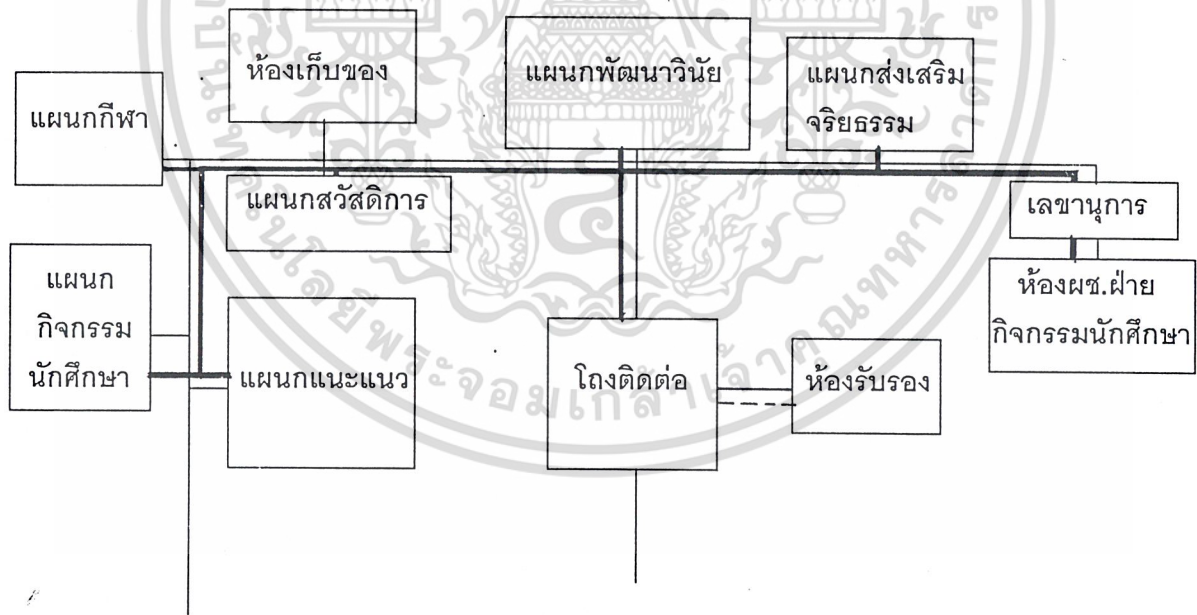 ห้องเก็บของ
แผนกพัฒนาวินัย
แผนกส่งเสริม
จริยธรรม
แผนกกีฬา
แผนกสวัสดิการ
เลขานุการ
แผนก
กิจกรรม
นักศึกษา
แผนกแนะแนว
โถงติดต่อ
ห้องรับรอง
ห้องผช.ฝ่าย
กิจกรรมนักศึกษา